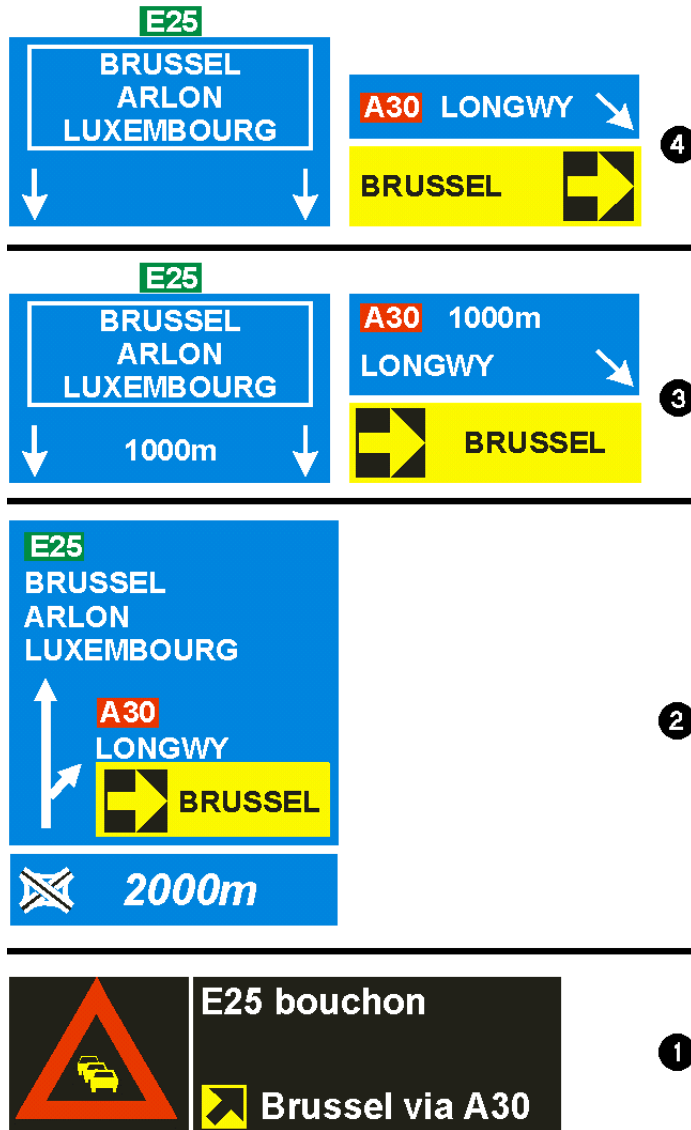 E25
BRUSSEL
ARLON
LUXEMBOURG
A30 LONGWY
BRUSSEL
4
E25
BRUSSEL
ARLON
LUXEMBOURG
1000m
A30 1000m
LONGWY
BRUSSEL
3
E25
BRUSSEL
ARLON
LUXEMBOURG
A30
LONGWY
BRUSSEL
2000m
2
E25 bouchon
Brussel via A30
1